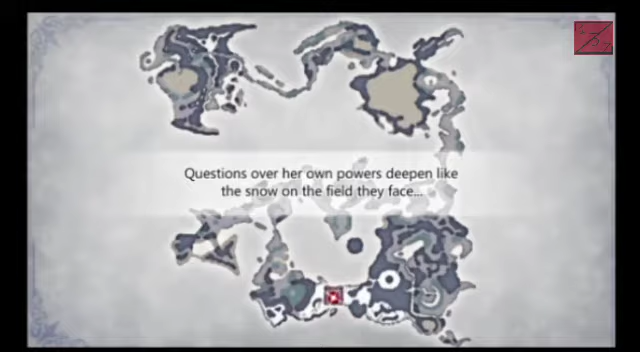 Questions over her own powers deepen like
the snow on the field they face...